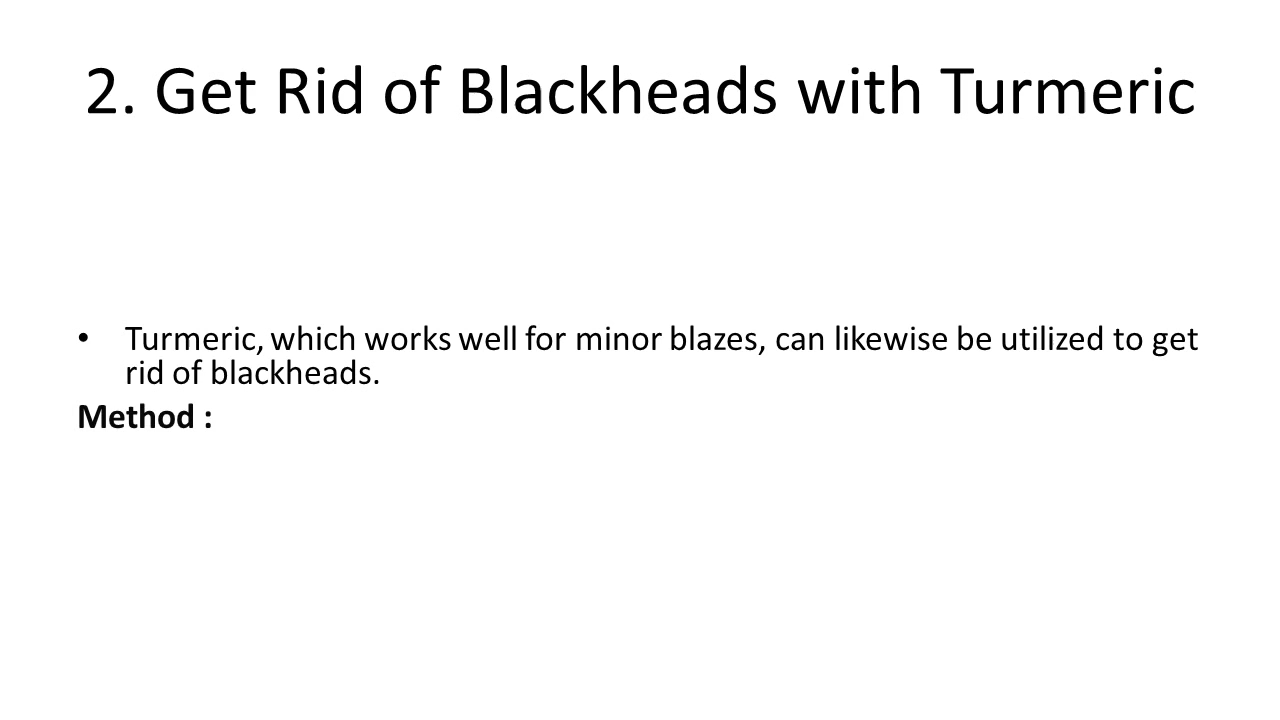 2. Get Rid of Blackheads with Turmeric
• Turmeric, which works well for minor blazes, can likewise be utilized to get
rid of blackheads.
Method :